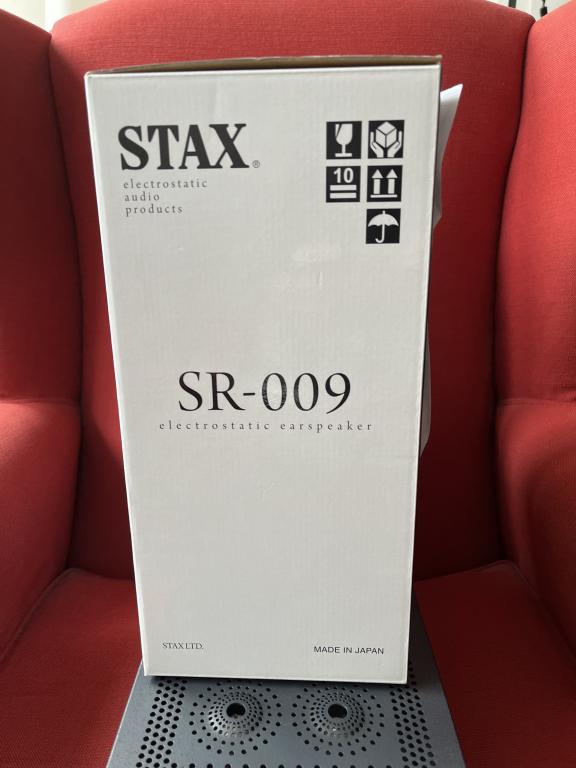 STAX®
electrostatic
audio
products
10
SR-009
electrostatic earspeaker
STAX LTD.
MADE IN JAPAN